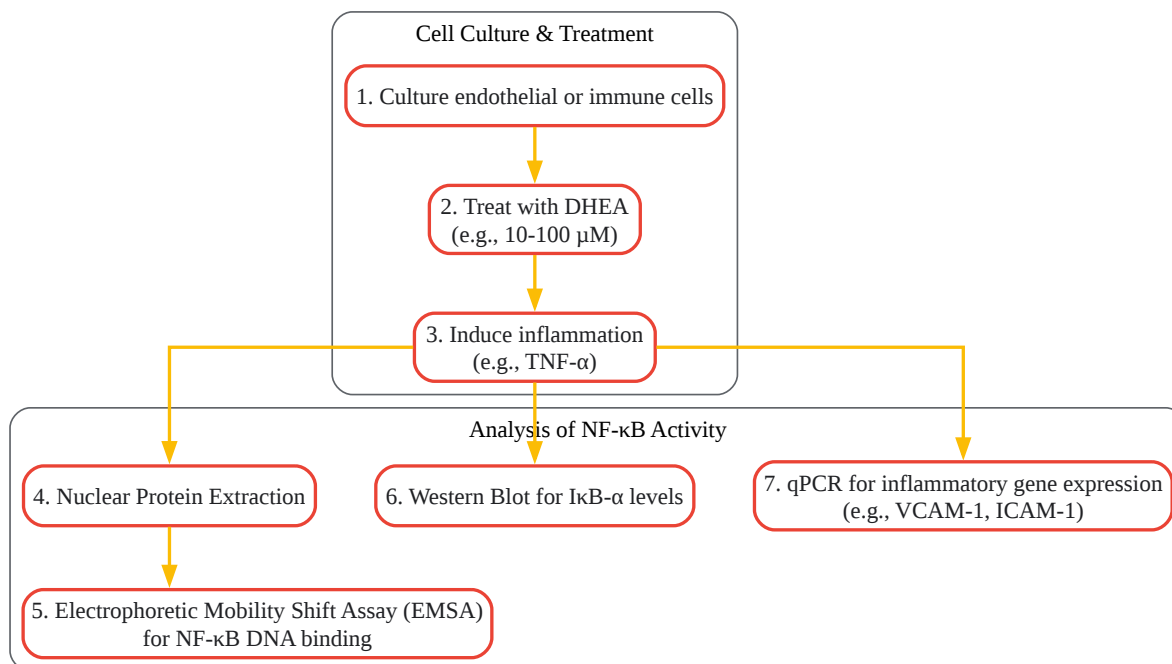 Cell Culture & Treatment
1. Culture endothelial or immune cells
2. Treat with DHEA
(e.g., 10-100 µM)
3. Induce inflammation
(e.g., TNF-α)
Analysis of NF-κB Activity
4. Nuclear Protein Extraction
5. Electrophoretic Mobility Shift Assay (EMSA)
for NF-κB DNA binding
6. Western Blot for IκB-α levels
7. qPCR for inflammatory gene expression
(e.g., VCAM-1, ICAM-1)